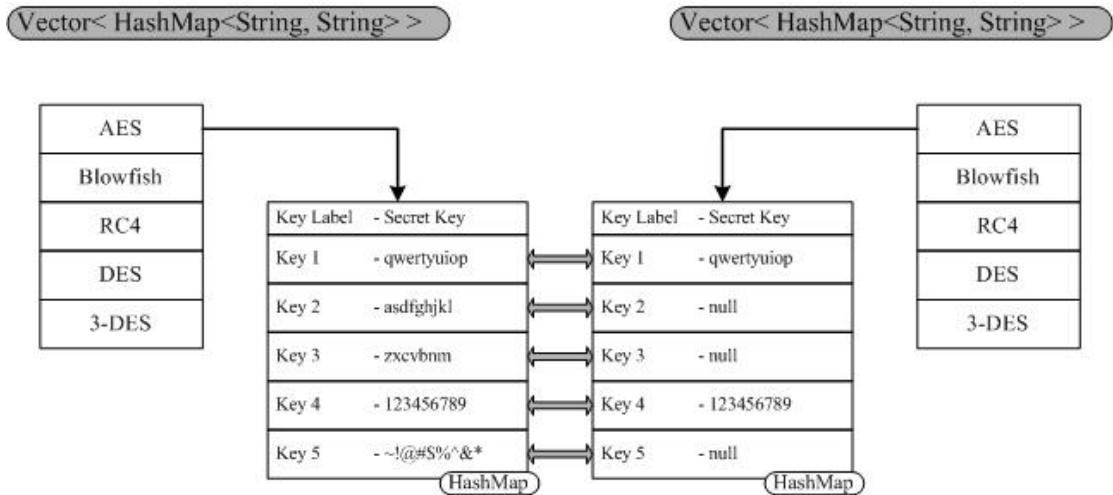 Vector< HashMap<String, String> >
Vector< HashMap<String, String> >
AES
Blowfish
RC4
DES
3-DES
Key Label - Secret Key
Key 1 - qwertyuiop
Key 2 - asdfghjkl
Key 3 - zxcvbnm
Key 4 - 123456789
Key 5 - ~!@#$%^&*
HashMap
Key Label - Secret Key
Key 1 - qwertyuiop
Key 2 - null
Key 3 - null
Key 4 - 123456789
Key 5 - null
HashMap
AES
Blowfish
RC4
DES
3-DES